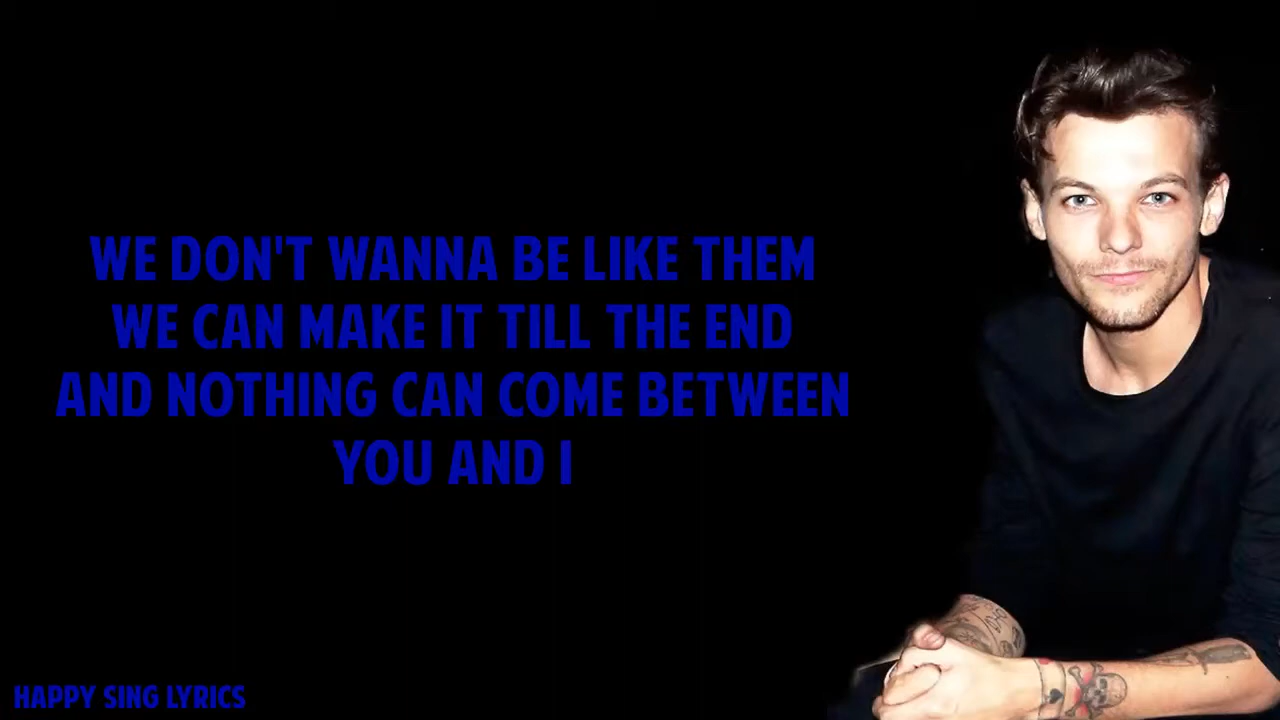 WE DON'T WANNA BE LIKE THEM
WE CAN MAKE IT TILL THE END
AND NOTHING CAN COME BETWEEN
YOU AND I
HAPPY SING LYRICS